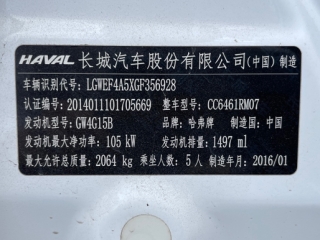 HAVAL 长城汽车股份有限公司(中国)制造
车辆识别代号: LGWEF4A5XGF356928
认证编号: 2014011101705669 整车型号: CC6461RM07
发动机型号: GW4G15B 品牌: 哈弗牌 制造国: 中国
发动机最大净功率: 105 kW 发动机排量: 1497 ml
最大允许总质量: 2064 kg 乘坐人数: 5 人 制造年月: 2016/01